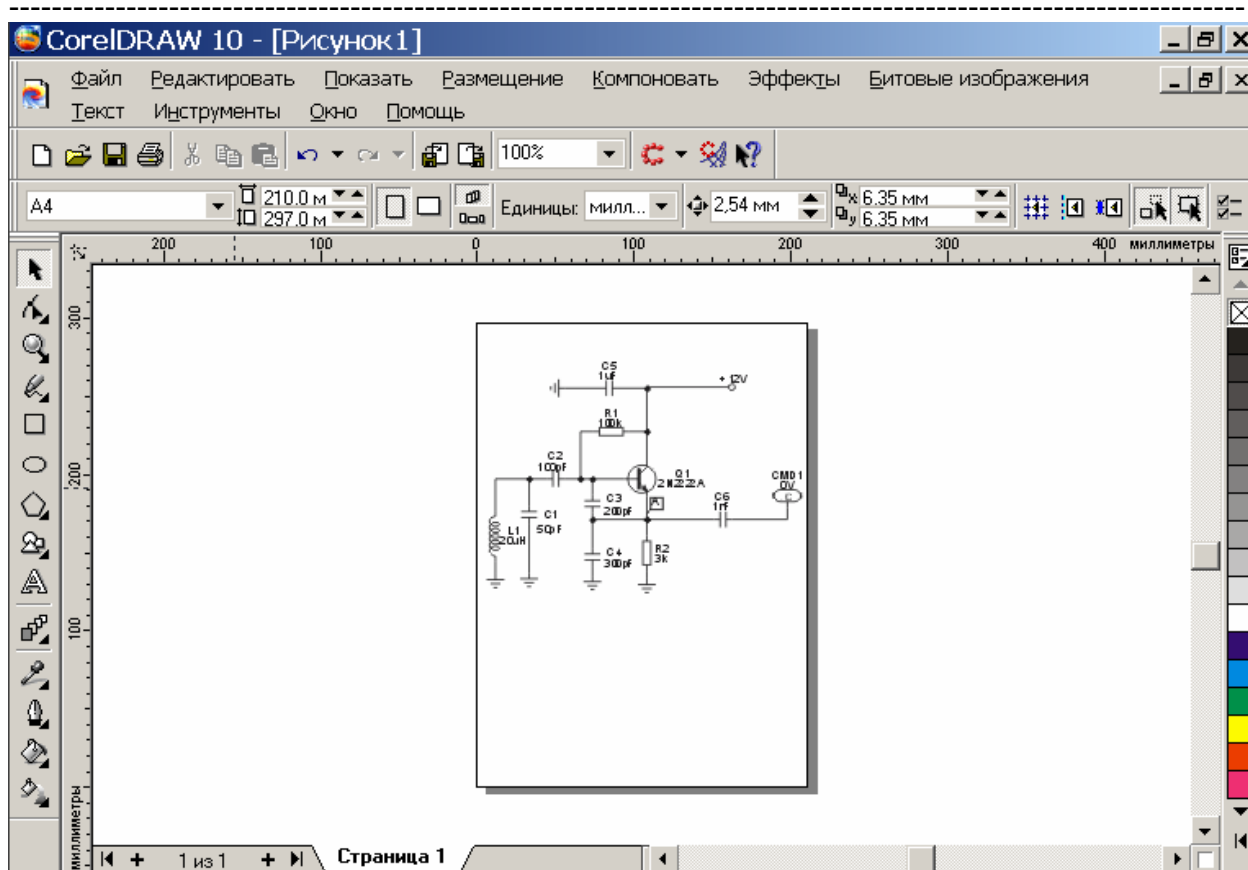 CorelDRAW 10 - [Рисунок1]
Файл Редактировать Показать Размещение Компоновать Эффекты Битовые изображения
Текст Инструменты Окно Помощь
100%
A4 210.0 м 297.0 м Единицы: милл... 2,54 мм x 6.35 мм y 6.35 мм
200 100 0 100 200 300 400 миллиметры
300
200
100
миллиметры
C5
1uF
+12V
R1
100k
C2
100pF
Q1
2N2222A
CMD1
0V
C
C3
200pF
A
C6
1nF
C1
50pF
L1
20uH
C4
300pF
R2
3k
1 из 1 Страница 1